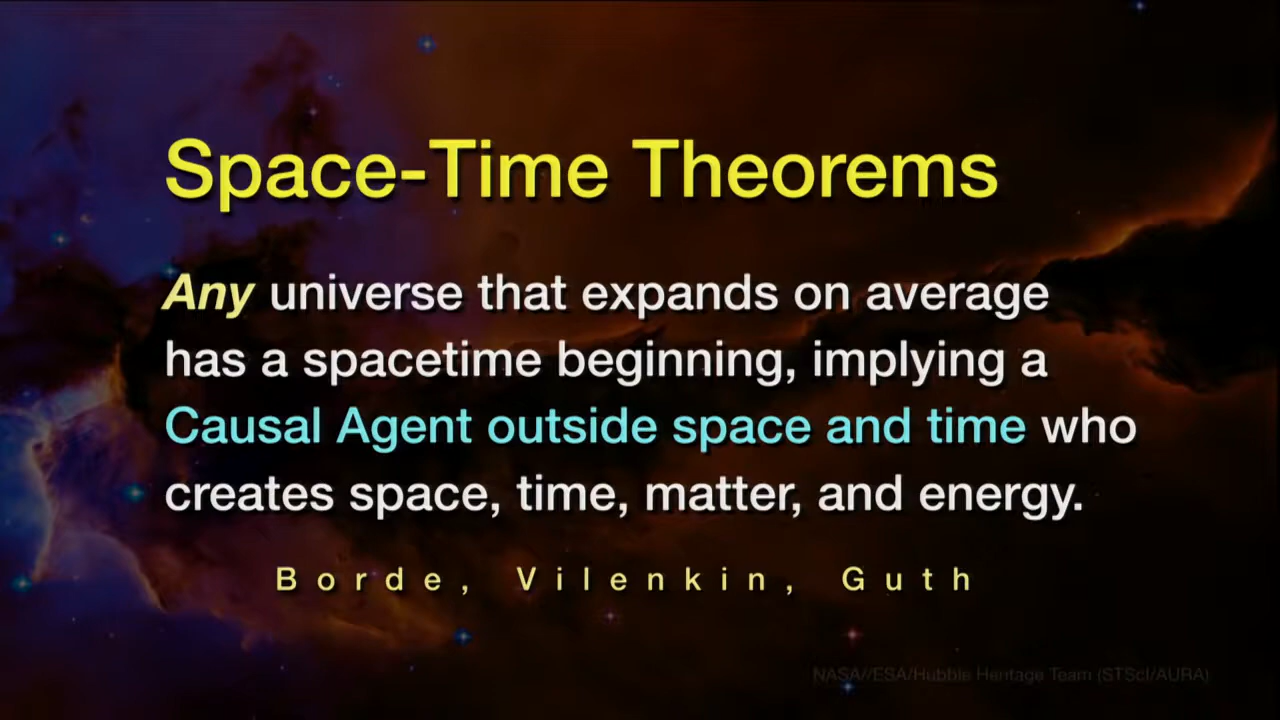 Space-Time Theorems
Any universe that expands on average
has a spacetime beginning, implying a
Causal Agent outside space and time who
creates space, time, matter, and energy.
Borde, Vilenkin, Guth
NASA//ESA/Hubble Heritage Team (STScI/AURA)